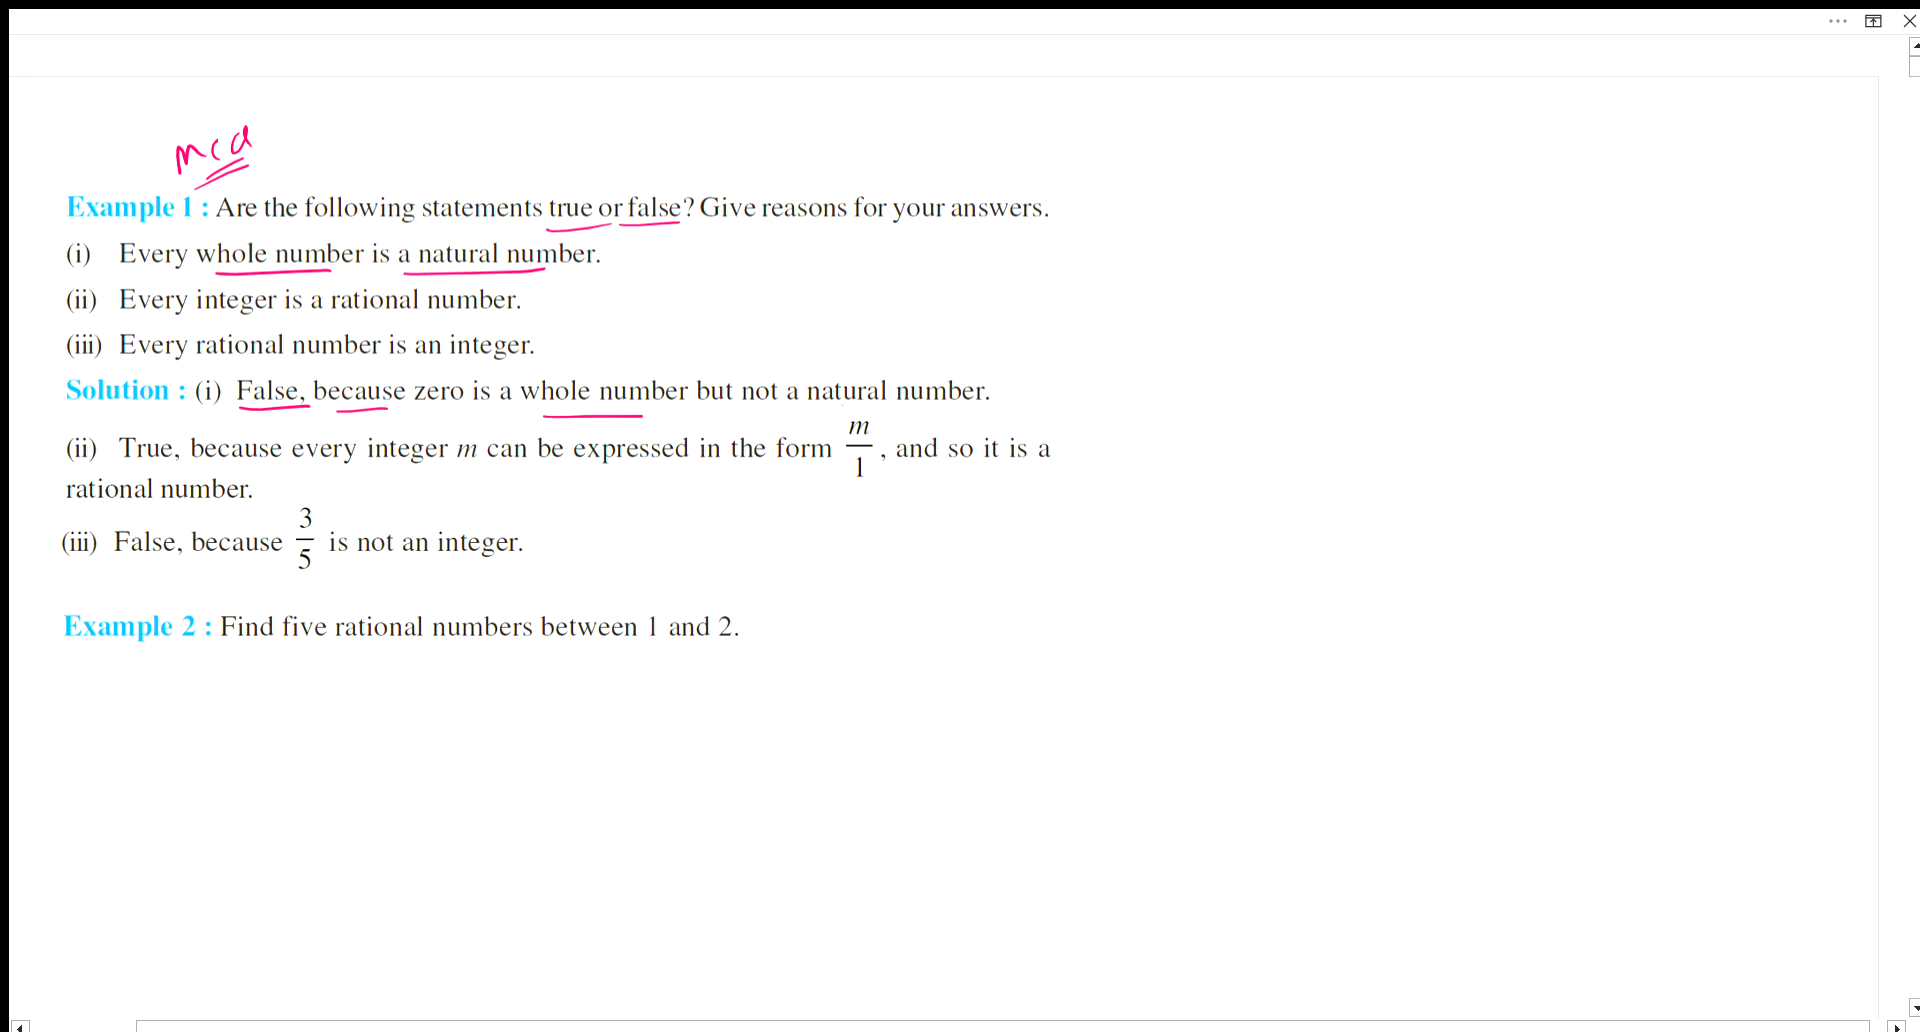 mcq
Example 1 : Are the following statements true or false? Give reasons for your answers.
(i) Every whole number is a natural number.
(ii) Every integer is a rational number.
(iii) Every rational number is an integer.
Solution : (i) False, because zero is a whole number but not a natural number.
(ii) True, because every integer m can be expressed in the form m/1, and so it is a
rational number.
(iii) False, because 3/5 is not an integer.
Example 2 : Find five rational numbers between 1 and 2.